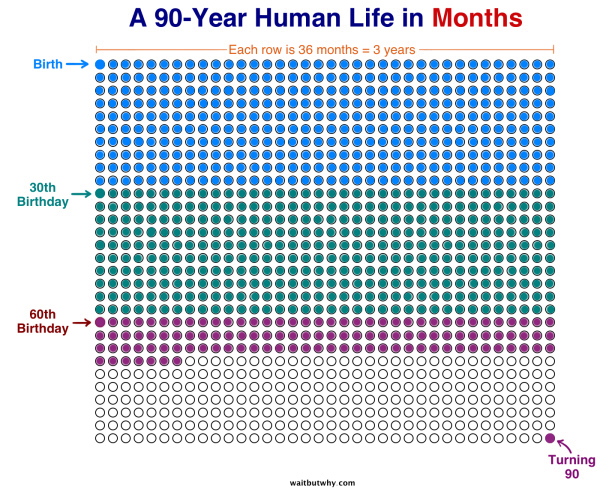 A 90-Year Human Life in Months
Each row is 36 months = 3 years
Birth
30th
Birthday
60th
Birthday
Turning
90
waitbutwhy.com